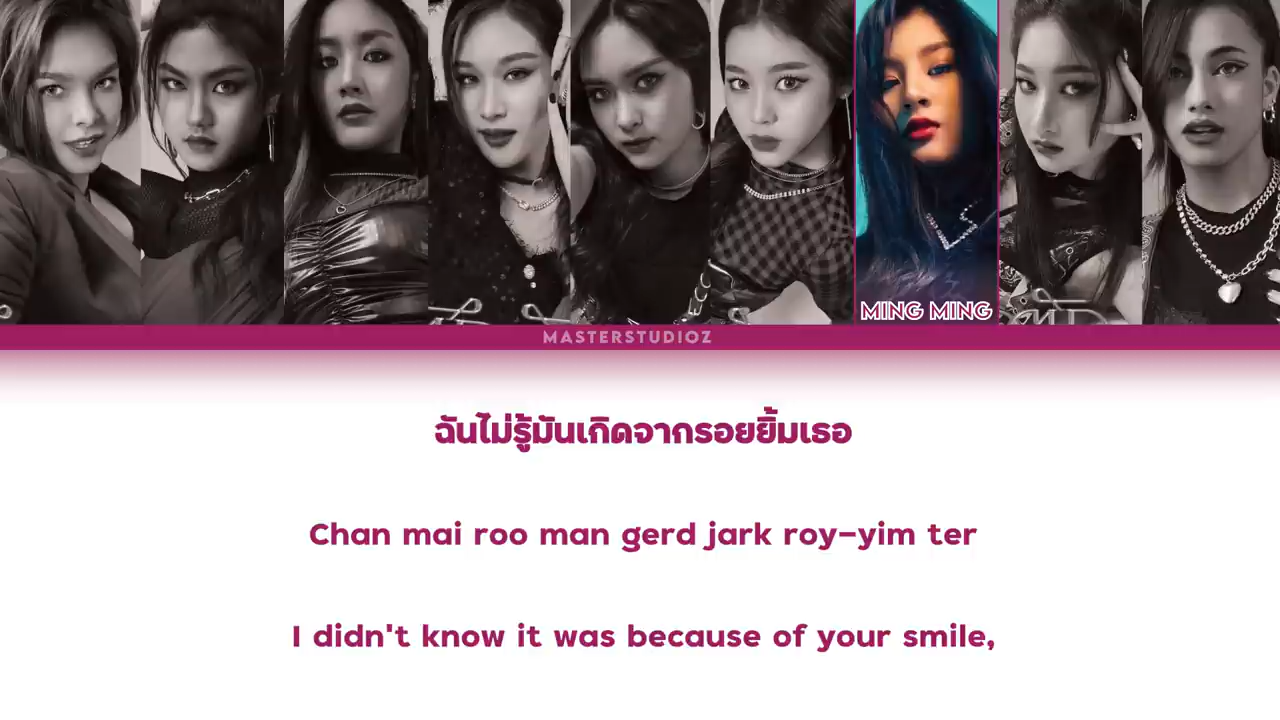 MING MING
MASTERSTUDIOZ
ฉันไม่รู้มันเกิดจากรอยยิ้มเธอ
Chan mai roo man gerd jark roy-yim ter
I didn't know it was because of your smile,